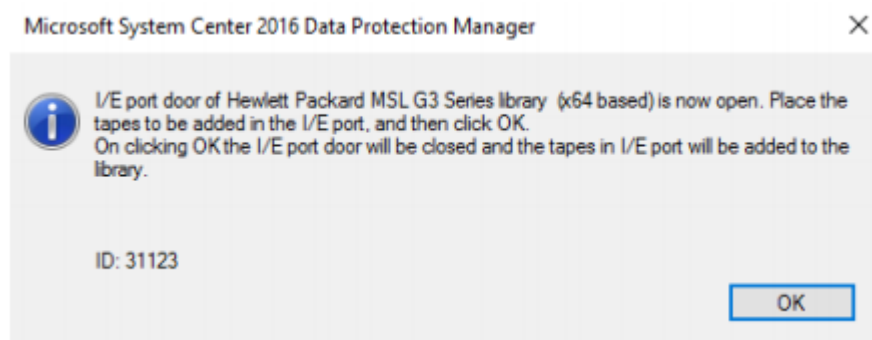 Microsoft System Center 2016 Data Protection Manager
I/E port door of Hewlett Packard MSL G3 Series library (x64 based) is now open. Place the
tapes to be added in the I/E port, and then click OK.
On clicking OK the I/E port door will be closed and the tapes in I/E port will be added to the
library.
ID: 31123
OK